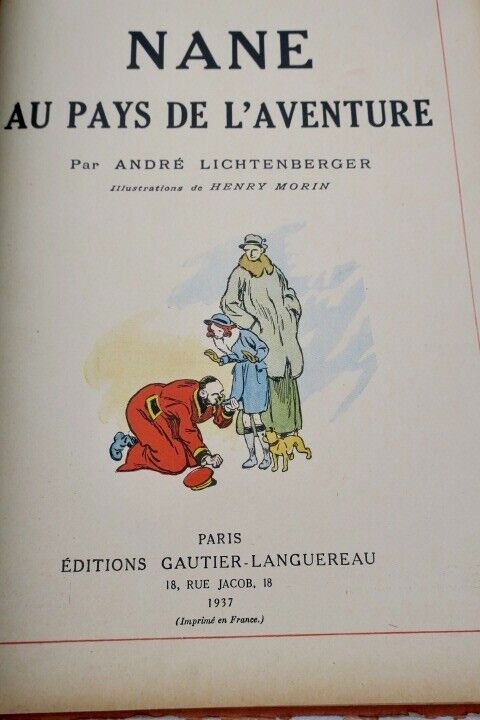 NANE
AU PAYS DE L'AVENTURE
Par ANDRÉ LICHTENBERGER
Illustrations de HENRY MORIN
PARIS
ÉDITIONS GAUTIER-LANGUEREAU
18, RUE JACOB, 18
1937
(Imprimé en France.)